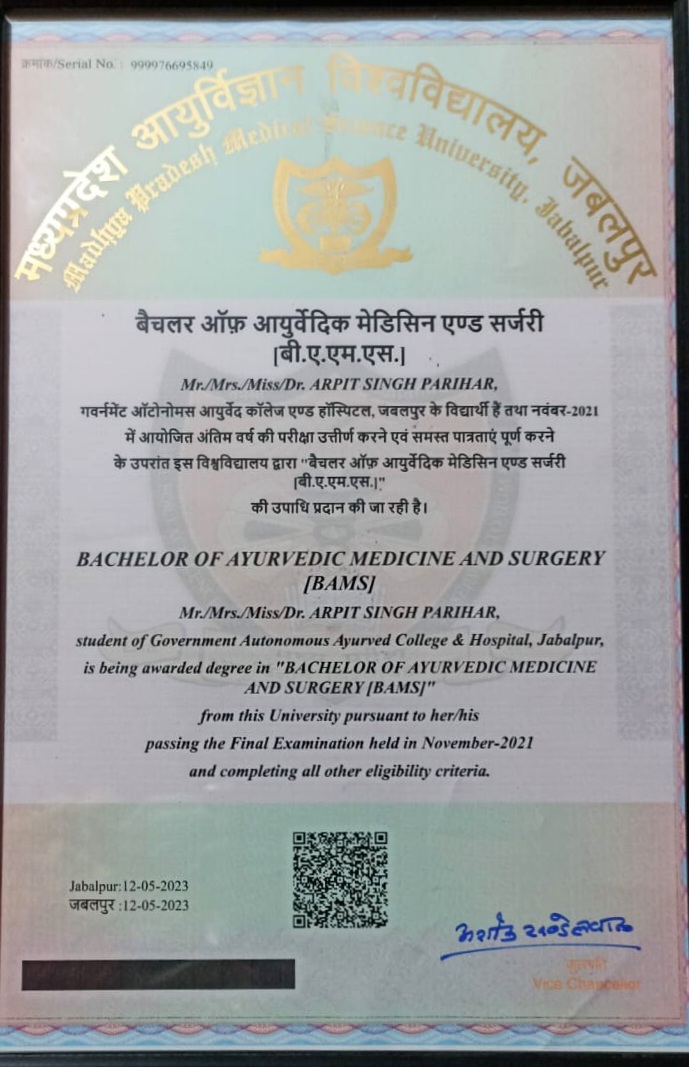 क्रमांक/Serial No. : 999976695849
मध्यप्रदेश आयुर्विज्ञान विश्वविद्यालय, जबलपुर
Madhya Pradesh Medical Science University, Jabalpur
बैचलर ऑफ़ आयुर्वेदिक मेडिसिन एण्ड सर्जरी
[बी.ए.एम.एस.]
Mr./Mrs./Miss/Dr. ARPIT SINGH PARIHAR,
गवर्नमेंट ऑटोनोमस आयुर्वेद कॉलेज एण्ड हॉस्पिटल, जबलपुर के विद्यार्थी हैं तथा नवंबर-2021
में आयोजित अंतिम वर्ष की परीक्षा उत्तीर्ण करने एवं समस्त पात्रताएं पूर्ण करने
के उपरांत इस विश्वविद्यालय द्वारा "बैचलर ऑफ़ आयुर्वेदिक मेडिसिन एण्ड सर्जरी
[बी.ए.एम.एस.]"
की उपाधि प्रदान की जा रही है।
BACHELOR OF AYURVEDIC MEDICINE AND SURGERY
[BAMS]
Mr./Mrs./Miss/Dr. ARPIT SINGH PARIHAR,
student of Government Autonomous Ayurved College & Hospital, Jabalpur,
is being awarded degree in "BACHELOR OF AYURVEDIC MEDICINE
AND SURGERY [BAMS]"
from this University pursuant to her/his
passing the Final Examination held in November-2021
and completing all other eligibility criteria.
Jabalpur:12-05-2023
जबलपुर :12-05-2023
कुलपति
Vice Chancellor